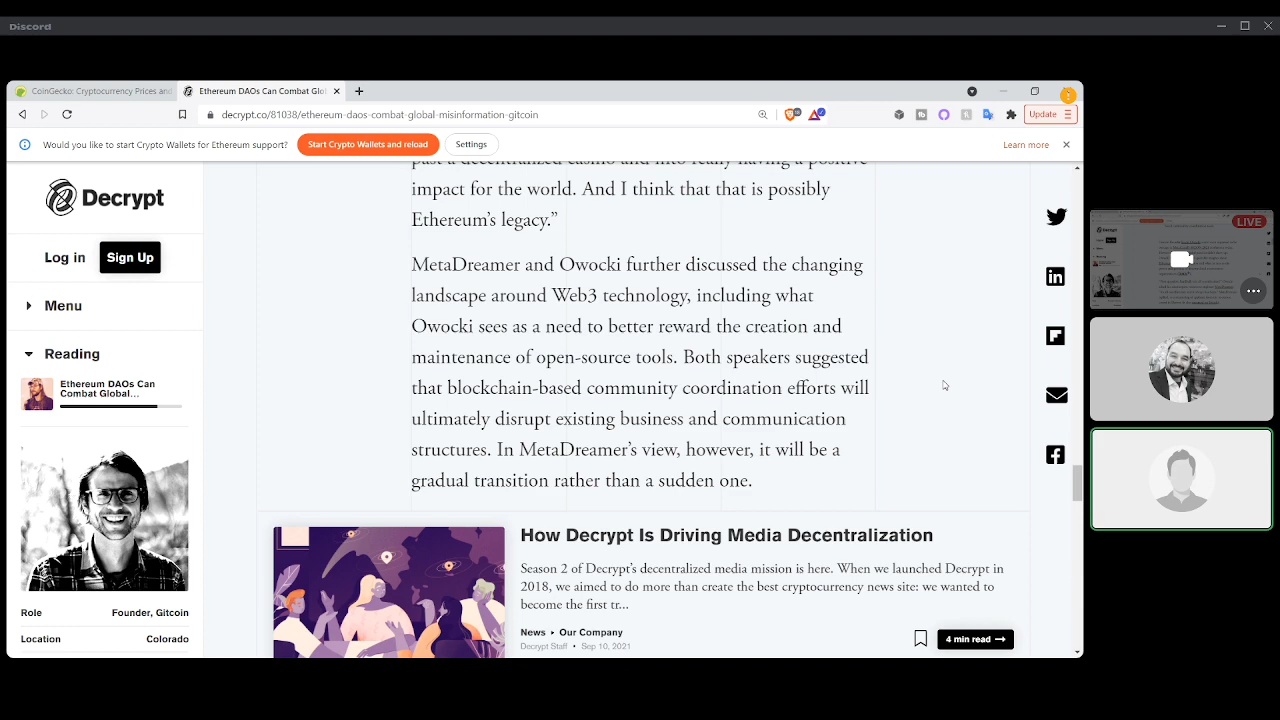 Discord
CoinGecko: Cryptocurrency Prices and
Ethereum DAOs Can Combat Glo
decrypt.co/81038/ethereum-daos-combat-global-misinformation-gitcoin
Update
Would you like to start Crypto Wallets for Ethereum support?
Start Crypto Wallets and reload
Settings
Learn more
Decrypt
Log in
Sign Up
Menu
Reading
Ethereum DAOs Can
Combat Global...
Role Founder, Gitcoin
Location Colorado
past a decentralized casino and into really having a positive
impact for the world. And I think that that is possibly
Ethereum's legacy.”
MetaDreamer and Owocki further discussed the changing
landscape around Web3 technology, including what
Owocki sees as a need to better reward the creation and
maintenance of open-source tools. Both speakers suggested
that blockchain-based community coordination efforts will
ultimately disrupt existing business and communication
structures. In MetaDreamer’s view, however, it will be a
gradual transition rather than a sudden one.
How Decrypt Is Driving Media Decentralization
Season 2 of Decrypt’s decentralized media mission is here. When we launched Decrypt in
2018, we aimed to do more than create the best cryptocurrency news site: we wanted to
become the first tr...
News ▸ Our Company
Decrypt Staff • Sep 10, 2021
4 min read →
LIVE